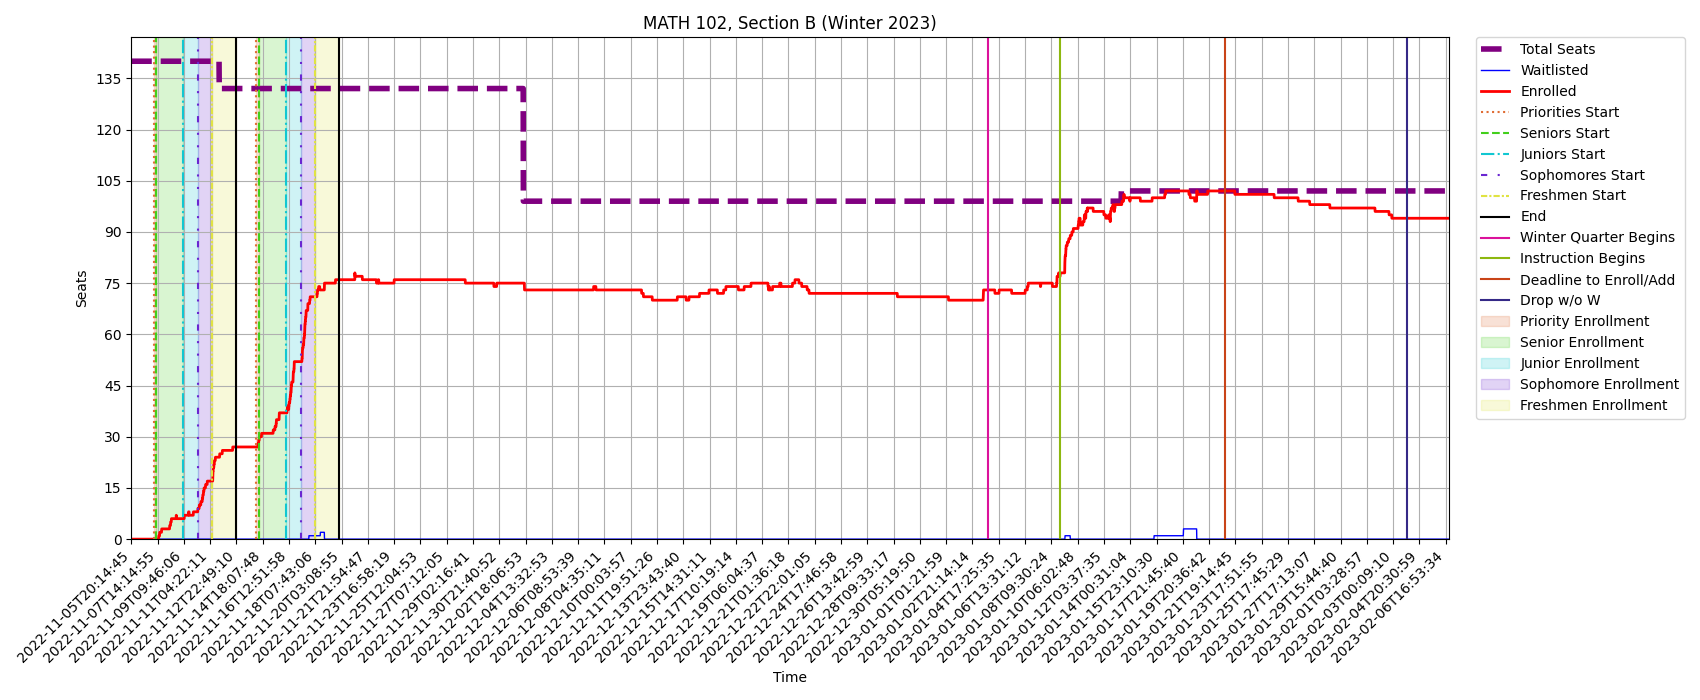 MATH 102, Section B (Winter 2023)
Seats
135
120
105
90
75
60
45
30
15
0
2022-11-05T20:14:45
2022-11-07T14:14:55
2022-11-09T09:46:06
2022-11-11T04:22:11
2022-11-12T22:49:10
2022-11-14T18:07:48
2022-11-16T12:51:58
2022-11-18T07:43:06
2022-11-20T03:08:55
2022-11-21T21:54:47
2022-11-23T16:58:19
2022-11-25T12:04:53
2022-11-27T07:12:05
2022-11-29T02:16:41
2022-11-30T21:40:52
2022-12-02T18:06:53
2022-12-04T13:32:53
2022-12-06T08:53:39
2022-12-08T04:35:11
2022-12-10T00:03:57
2022-12-11T19:51:26
2022-12-13T23:43:40
2022-12-15T14:31:11
2022-12-17T10:19:14
2022-12-19T06:04:37
2022-12-21T01:36:18
2022-12-22T22:01:05
2022-12-24T17:46:58
2022-12-26T13:42:59
2022-12-28T09:33:17
2022-12-30T05:19:50
2023-01-01T01:21:59
2023-01-02T21:14:14
2023-01-04T17:25:35
2023-01-06T13:31:12
2023-01-08T09:30:24
2023-01-10T06:02:48
2023-01-12T03:37:35
2023-01-14T00:31:04
2023-01-15T23:10:30
2023-01-17T21:45:40
2023-01-19T20:36:42
2023-01-21T19:14:45
2023-01-23T17:51:55
2023-01-25T17:45:29
2023-01-27T17:13:07
2023-01-29T15:44:40
2023-02-01T03:28:57
2023-02-03T00:09:10
2023-02-04T20:30:59
2023-02-06T16:53:34
Time
Total Seats
Waitlisted
Enrolled
Priorities Start
Seniors Start
Juniors Start
Sophomores Start
Freshmen Start
End
Winter Quarter Begins
Instruction Begins
Deadline to Enroll/Add
Drop w/o W
Priority Enrollment
Senior Enrollment
Junior Enrollment
Sophomore Enrollment
Freshmen Enrollment